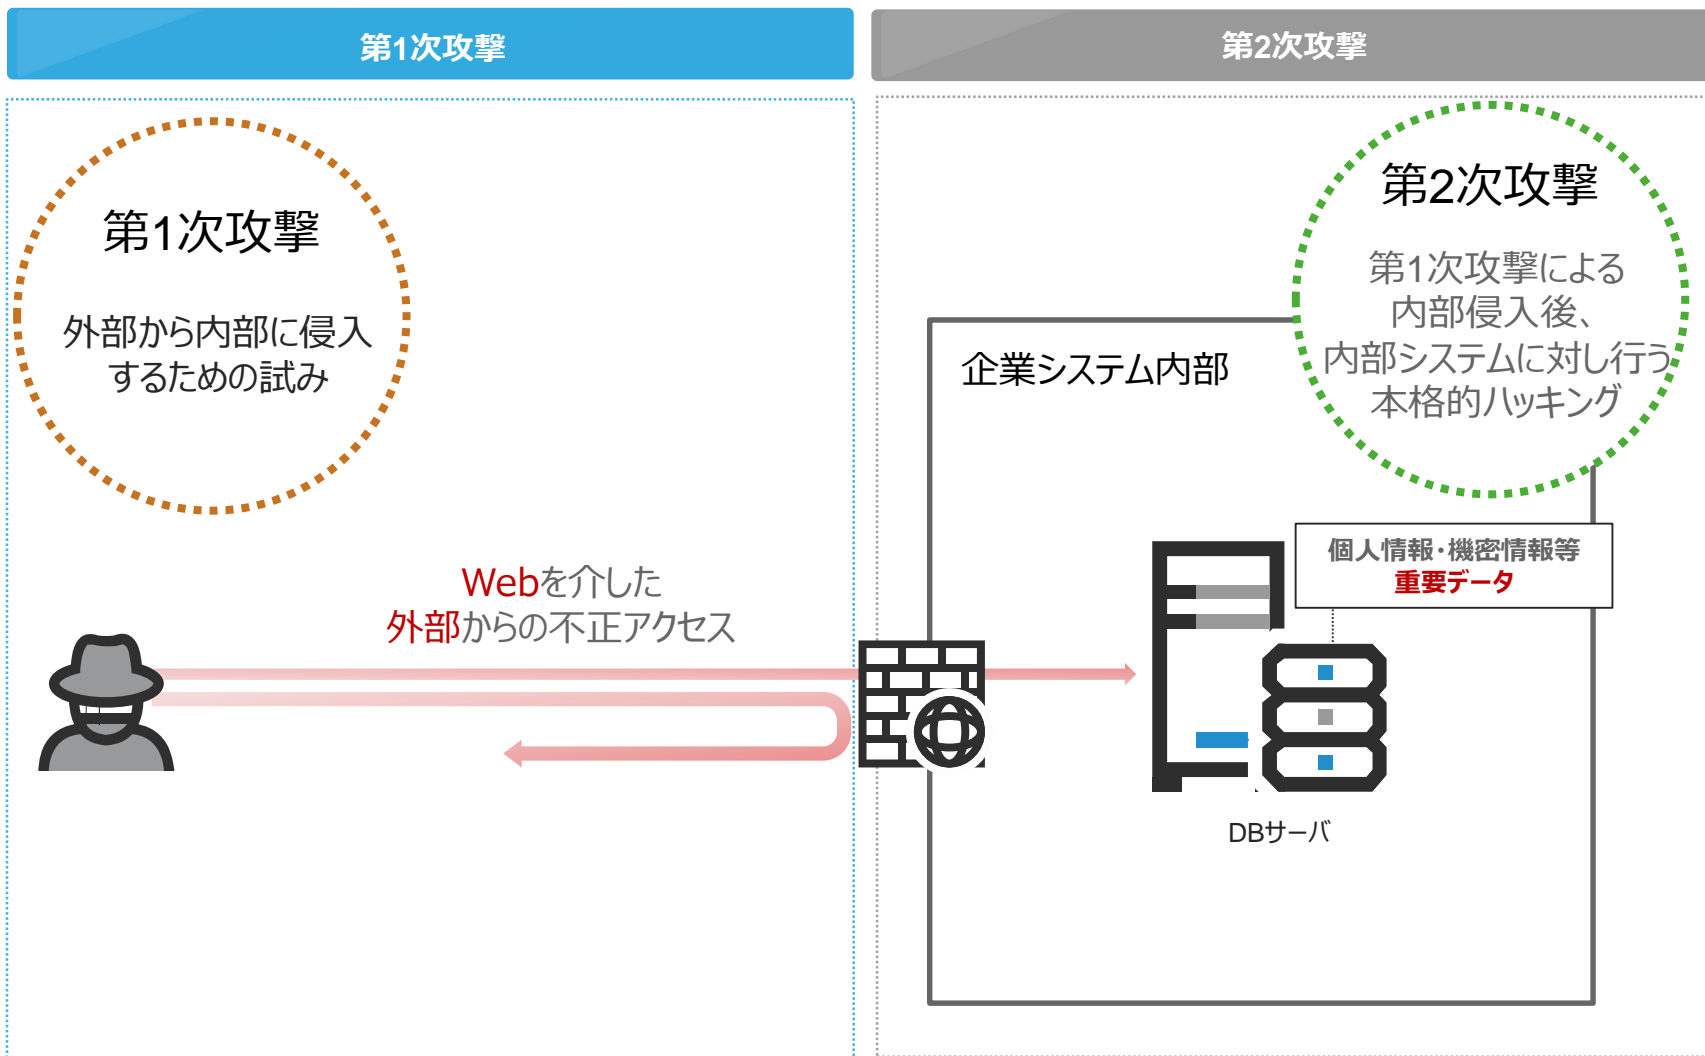 第1次攻撃
第2次攻撃
第1次攻撃
外部から内部に侵入
するための試み
第2次攻撃
第1次攻撃による
内部侵入後、
内部システムに対し行う
本格的ハッキング
企業システム内部
個人情報・機密情報等
重要データ
Webを介した
外部からの不正アクセス
DBサーバ